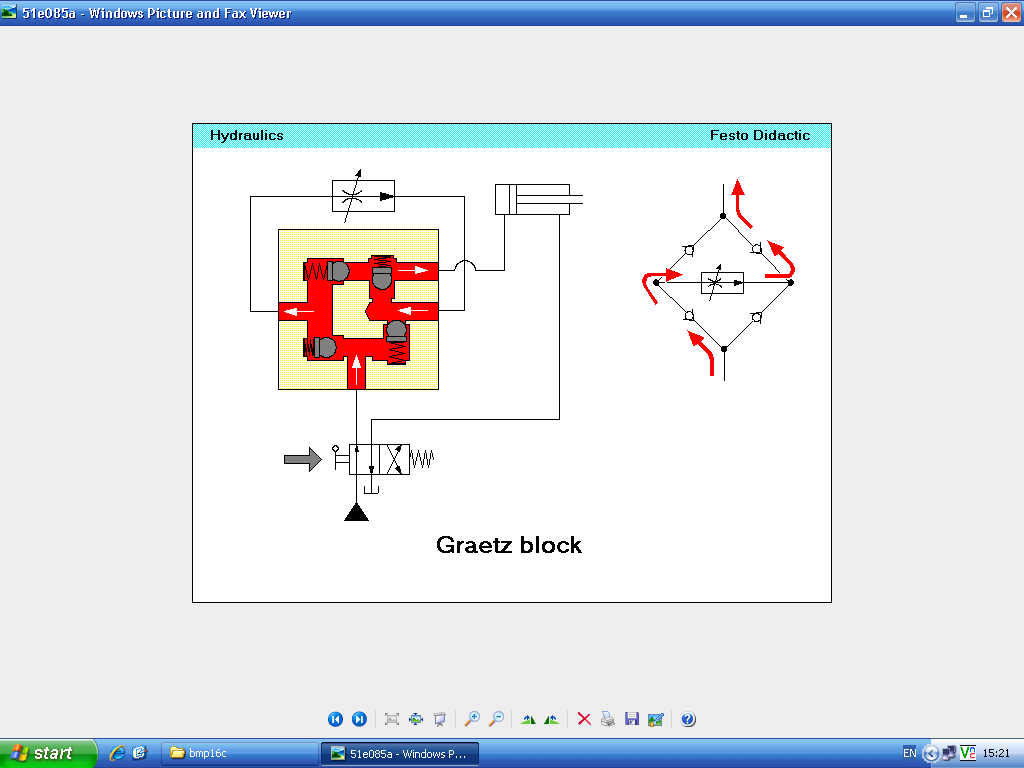 51e085a - Windows Picture and Fax Viewer
Hydraulics
Festo Didactic
Graetz block
start
bmp16c
51e085a - Windows P...
EN
15:21